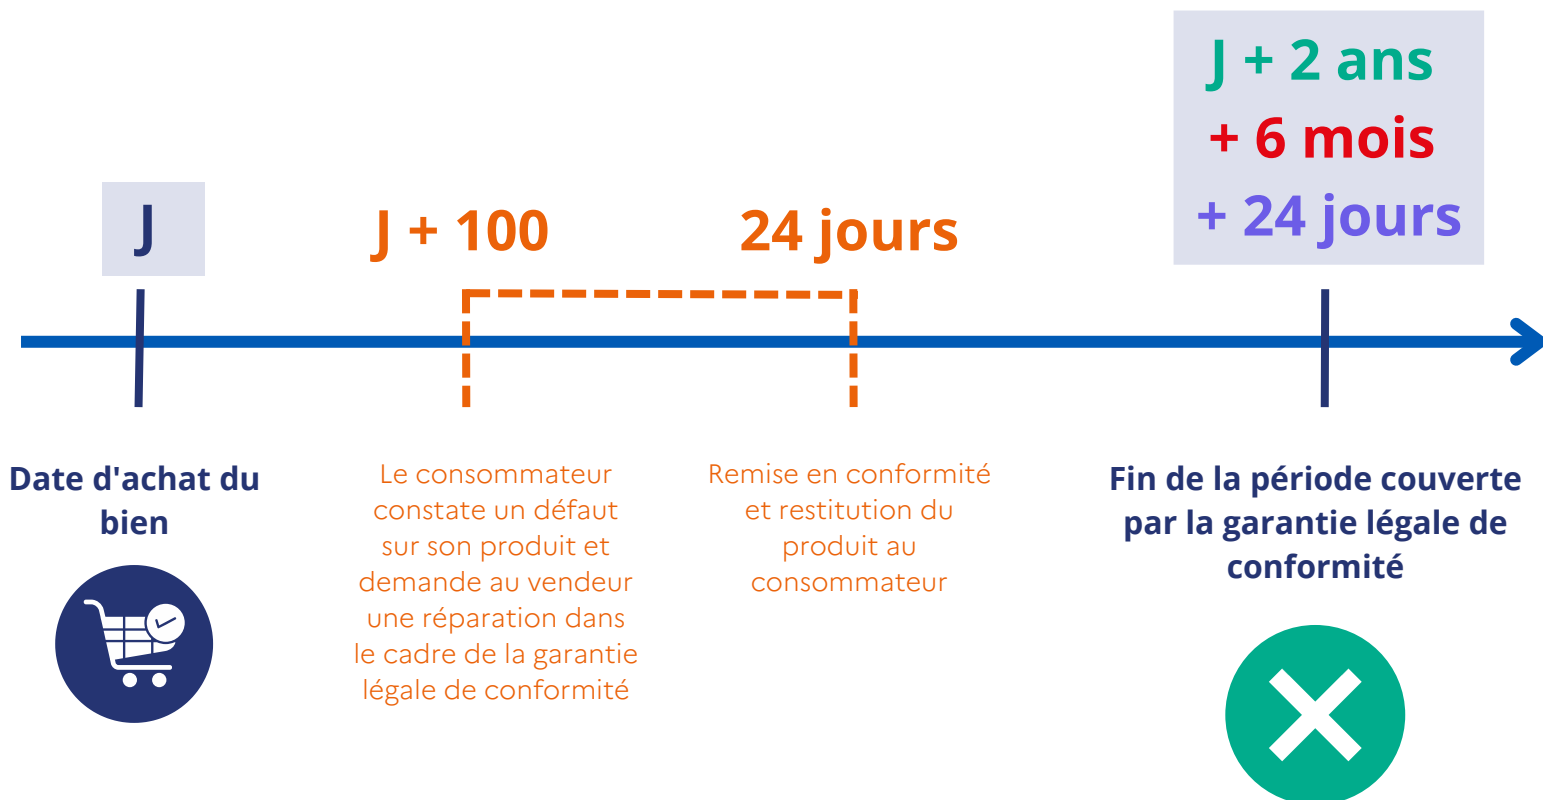 J
Date d'achat du
bien
J + 100
Le consommateur
constate un défaut
sur son produit et
demande au vendeur
une réparation dans
le cadre de la garantie
légale de conformité
24 jours
Remise en conformité
et restitution du
produit au
consommateur
J + 2 ans
+ 6 mois
+ 24 jours
Fin de la période couverte
par la garantie légale de
conformité